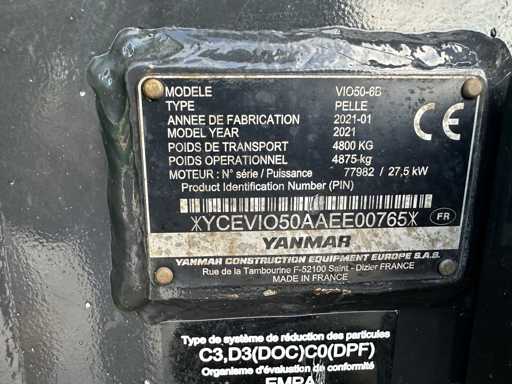 MODELE VIO50-6B
TYPE PELLE
ANNEE DE FABRICATION 2021-01
MODEL YEAR 2021
POIDS DE TRANSPORT 4800 KG
POIDS OPERATIONNEL 4875-kg
MOTEUR : N° série / Puissance 77982 / 27,5 kW
Product Identification Number (PIN)
CE
*YCEVIO50AAEE00765*
FR
YANMAR
YANMAR CONSTRUCTION EQUIPMENT EUROPE S.A.S.
Rue de la Tambourine F-52100 Saint - Dizier FRANCE
MADE IN FRANCE
Type de système de réduction des particules
C3,D3(DOC)C0(DPF)
Organisme d'évaluation de conformité
EMPA